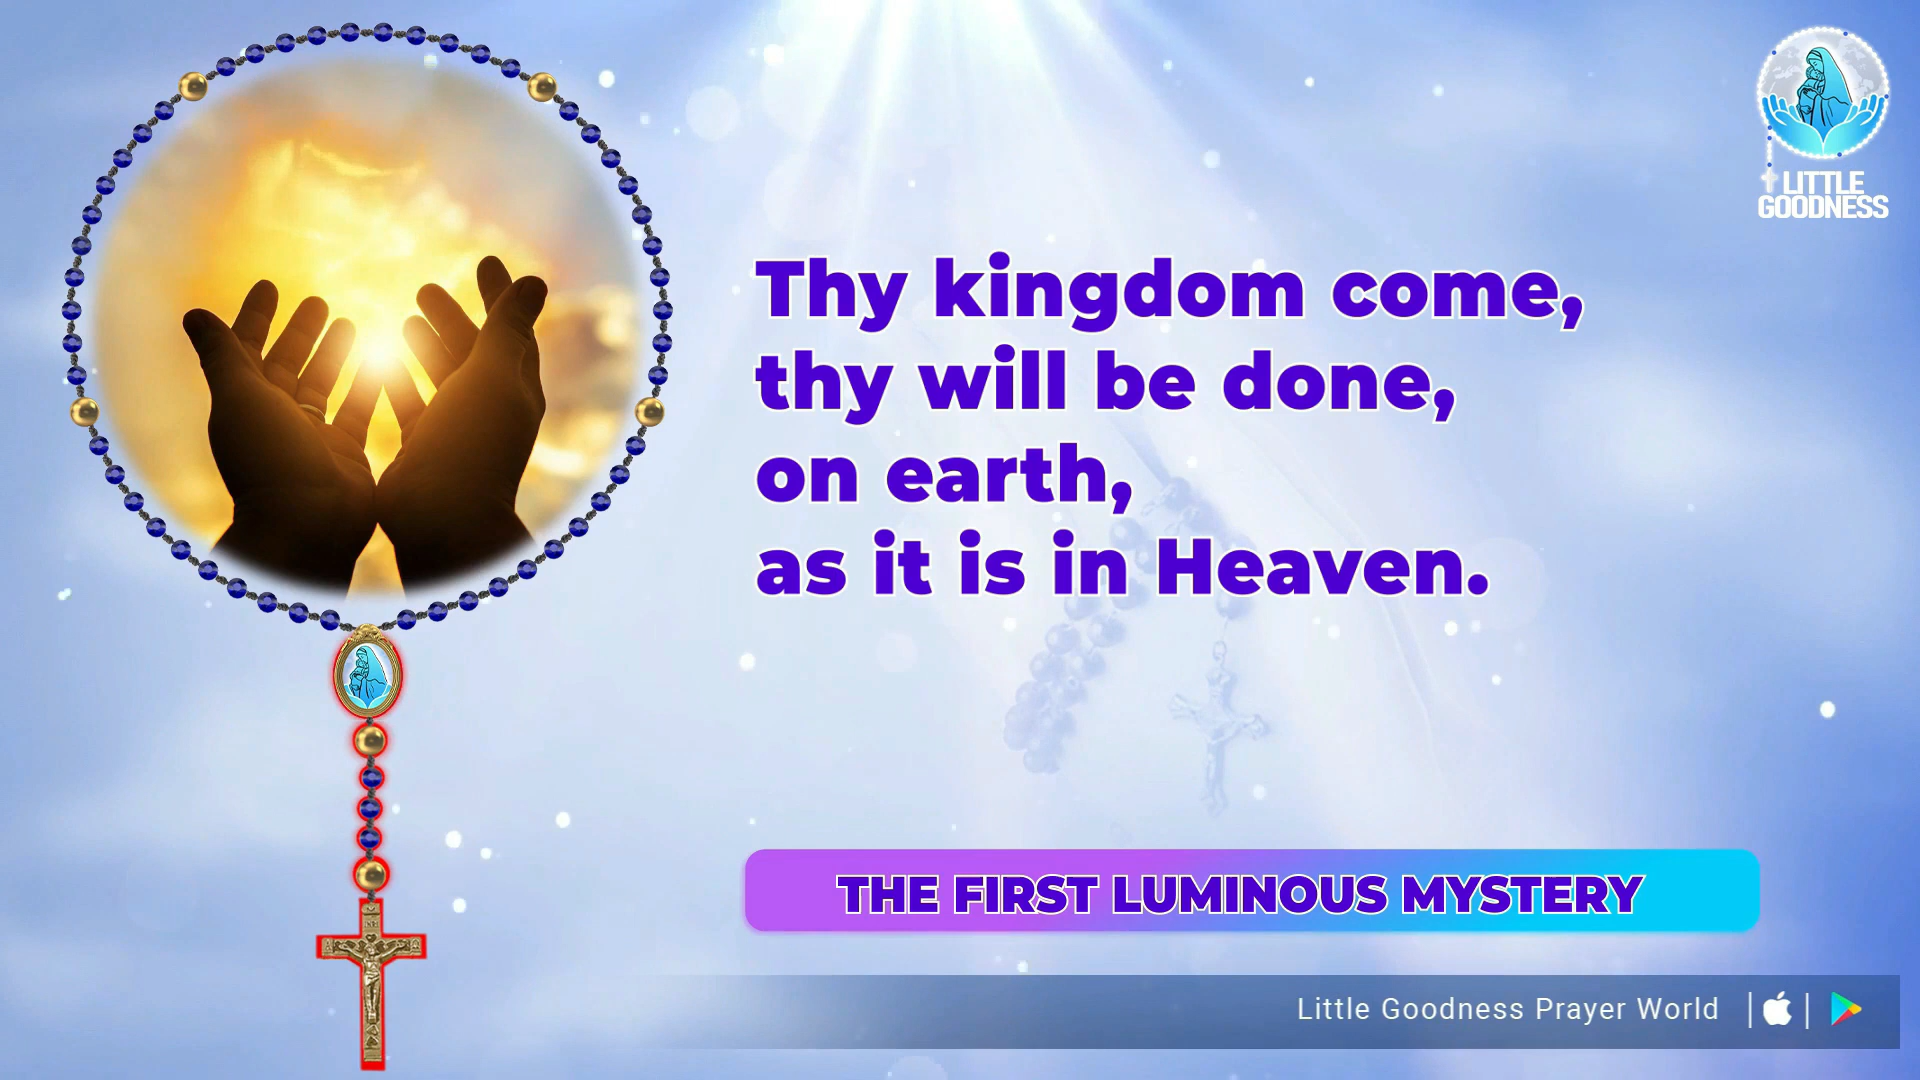 LITTLE
GOODNESS
Thy kingdom come,
thy will be done,
on earth,
as it is in Heaven.
THE FIRST LUMINOUS MYSTERY
Little Goodness Prayer World